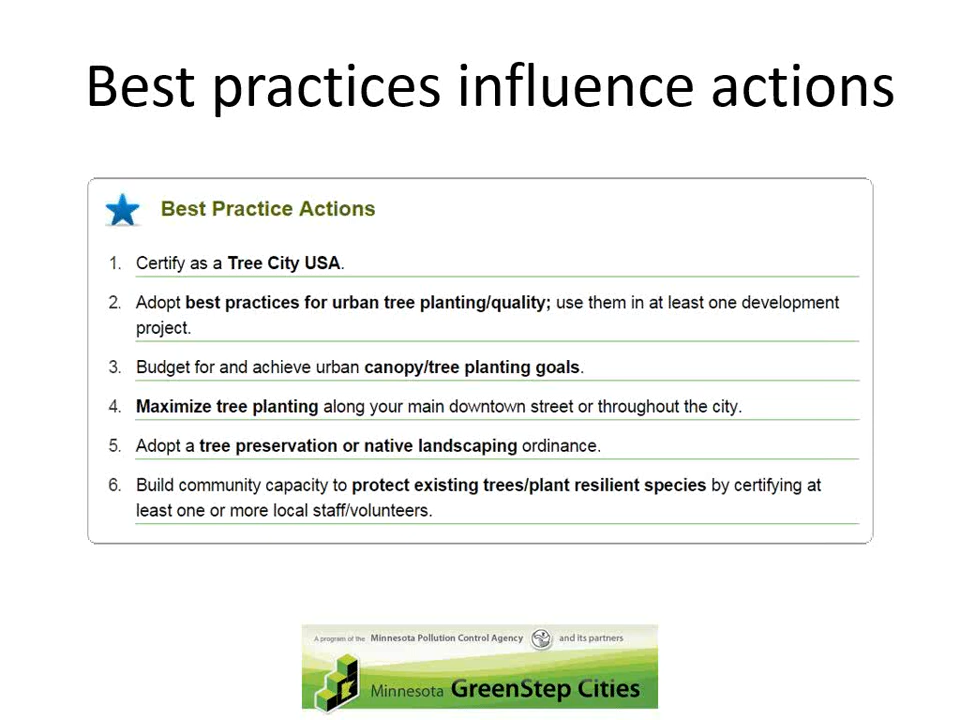 Best practices influence actions
Best Practice Actions
1. Certify as a Tree City USA.
2. Adopt best practices for urban tree planting/quality; use them in at least one development
project.
3. Budget for and achieve urban canopy/tree planting goals.
4. Maximize tree planting along your main downtown street or throughout the city.
5. Adopt a tree preservation or native landscaping ordinance.
6. Build community capacity to protect existing trees/plant resilient species by certifying at
least one or more local staff/volunteers.
A program of the Minnesota Pollution Control Agency and its partners
Minnesota GreenStep Cities